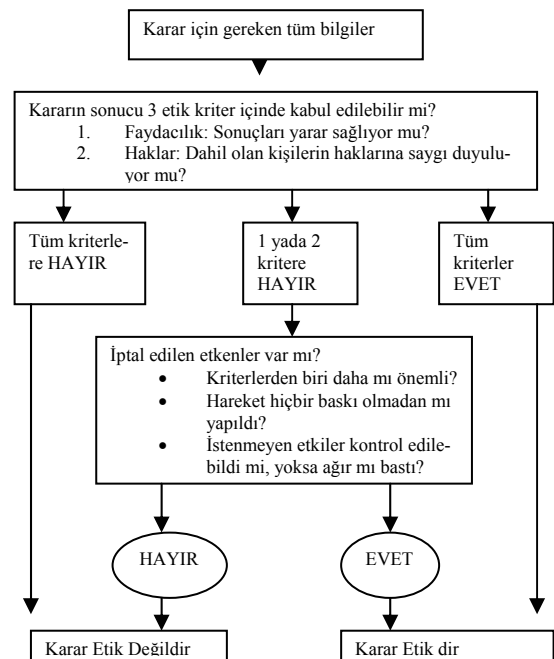 Karar için gereken tüm bilgiler
Kararın sonucu 3 etik kriter içinde kabul edilebilir mi?
1. Faydacılık: Sonuçları yarar sağlıyor mu?
2. Haklar: Dahil olan kişilerin haklarına saygı duyulu-
yor mu?
Tüm kriterle-
re HAYIR
1 yada 2
kritere
HAYIR
Tüm
kriterler
EVET
İptal edilen etkenler var mı?
• Kriterlerden biri daha mı önemli?
• Hareket hiçbir baskı olmadan mı
yapıldı?
• İstenmeyen etkiler kontrol edile-
bildi mi, yoksa ağır mı bastı?
HAYIR
EVET
Karar Etik Değildir
Karar Etik dir